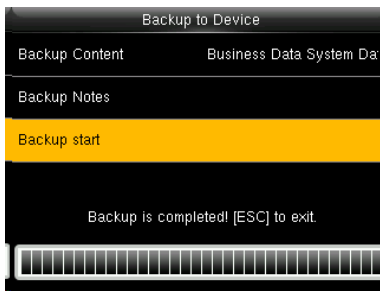 Backup to Device
Backup Content Business Data System Da
Backup Notes
Backup start
Backup is completed! [ESC] to exit.